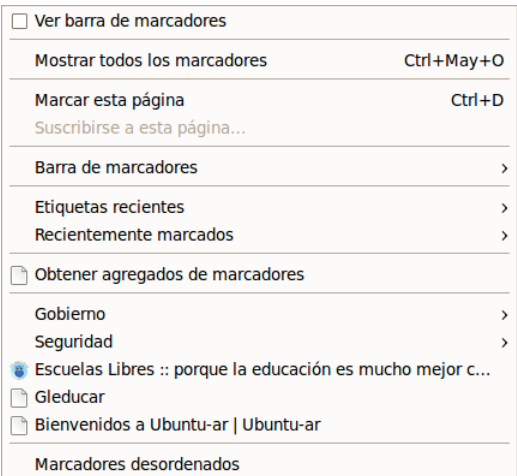 Ver barra de marcadores
Mostrar todos los marcadores Ctrl+May+O
Marcar esta página Ctrl+D
Suscribirse a esta página...
Barra de marcadores
Etiquetas recientes
Recientemente marcados
Obtener agregados de marcadores
Gobierno
Seguridad
Escuelas Libres :: porque la educación es mucho mejor c...
Gleducar
Bienvenidos a Ubuntu-ar | Ubuntu-ar
Marcadores desordenados